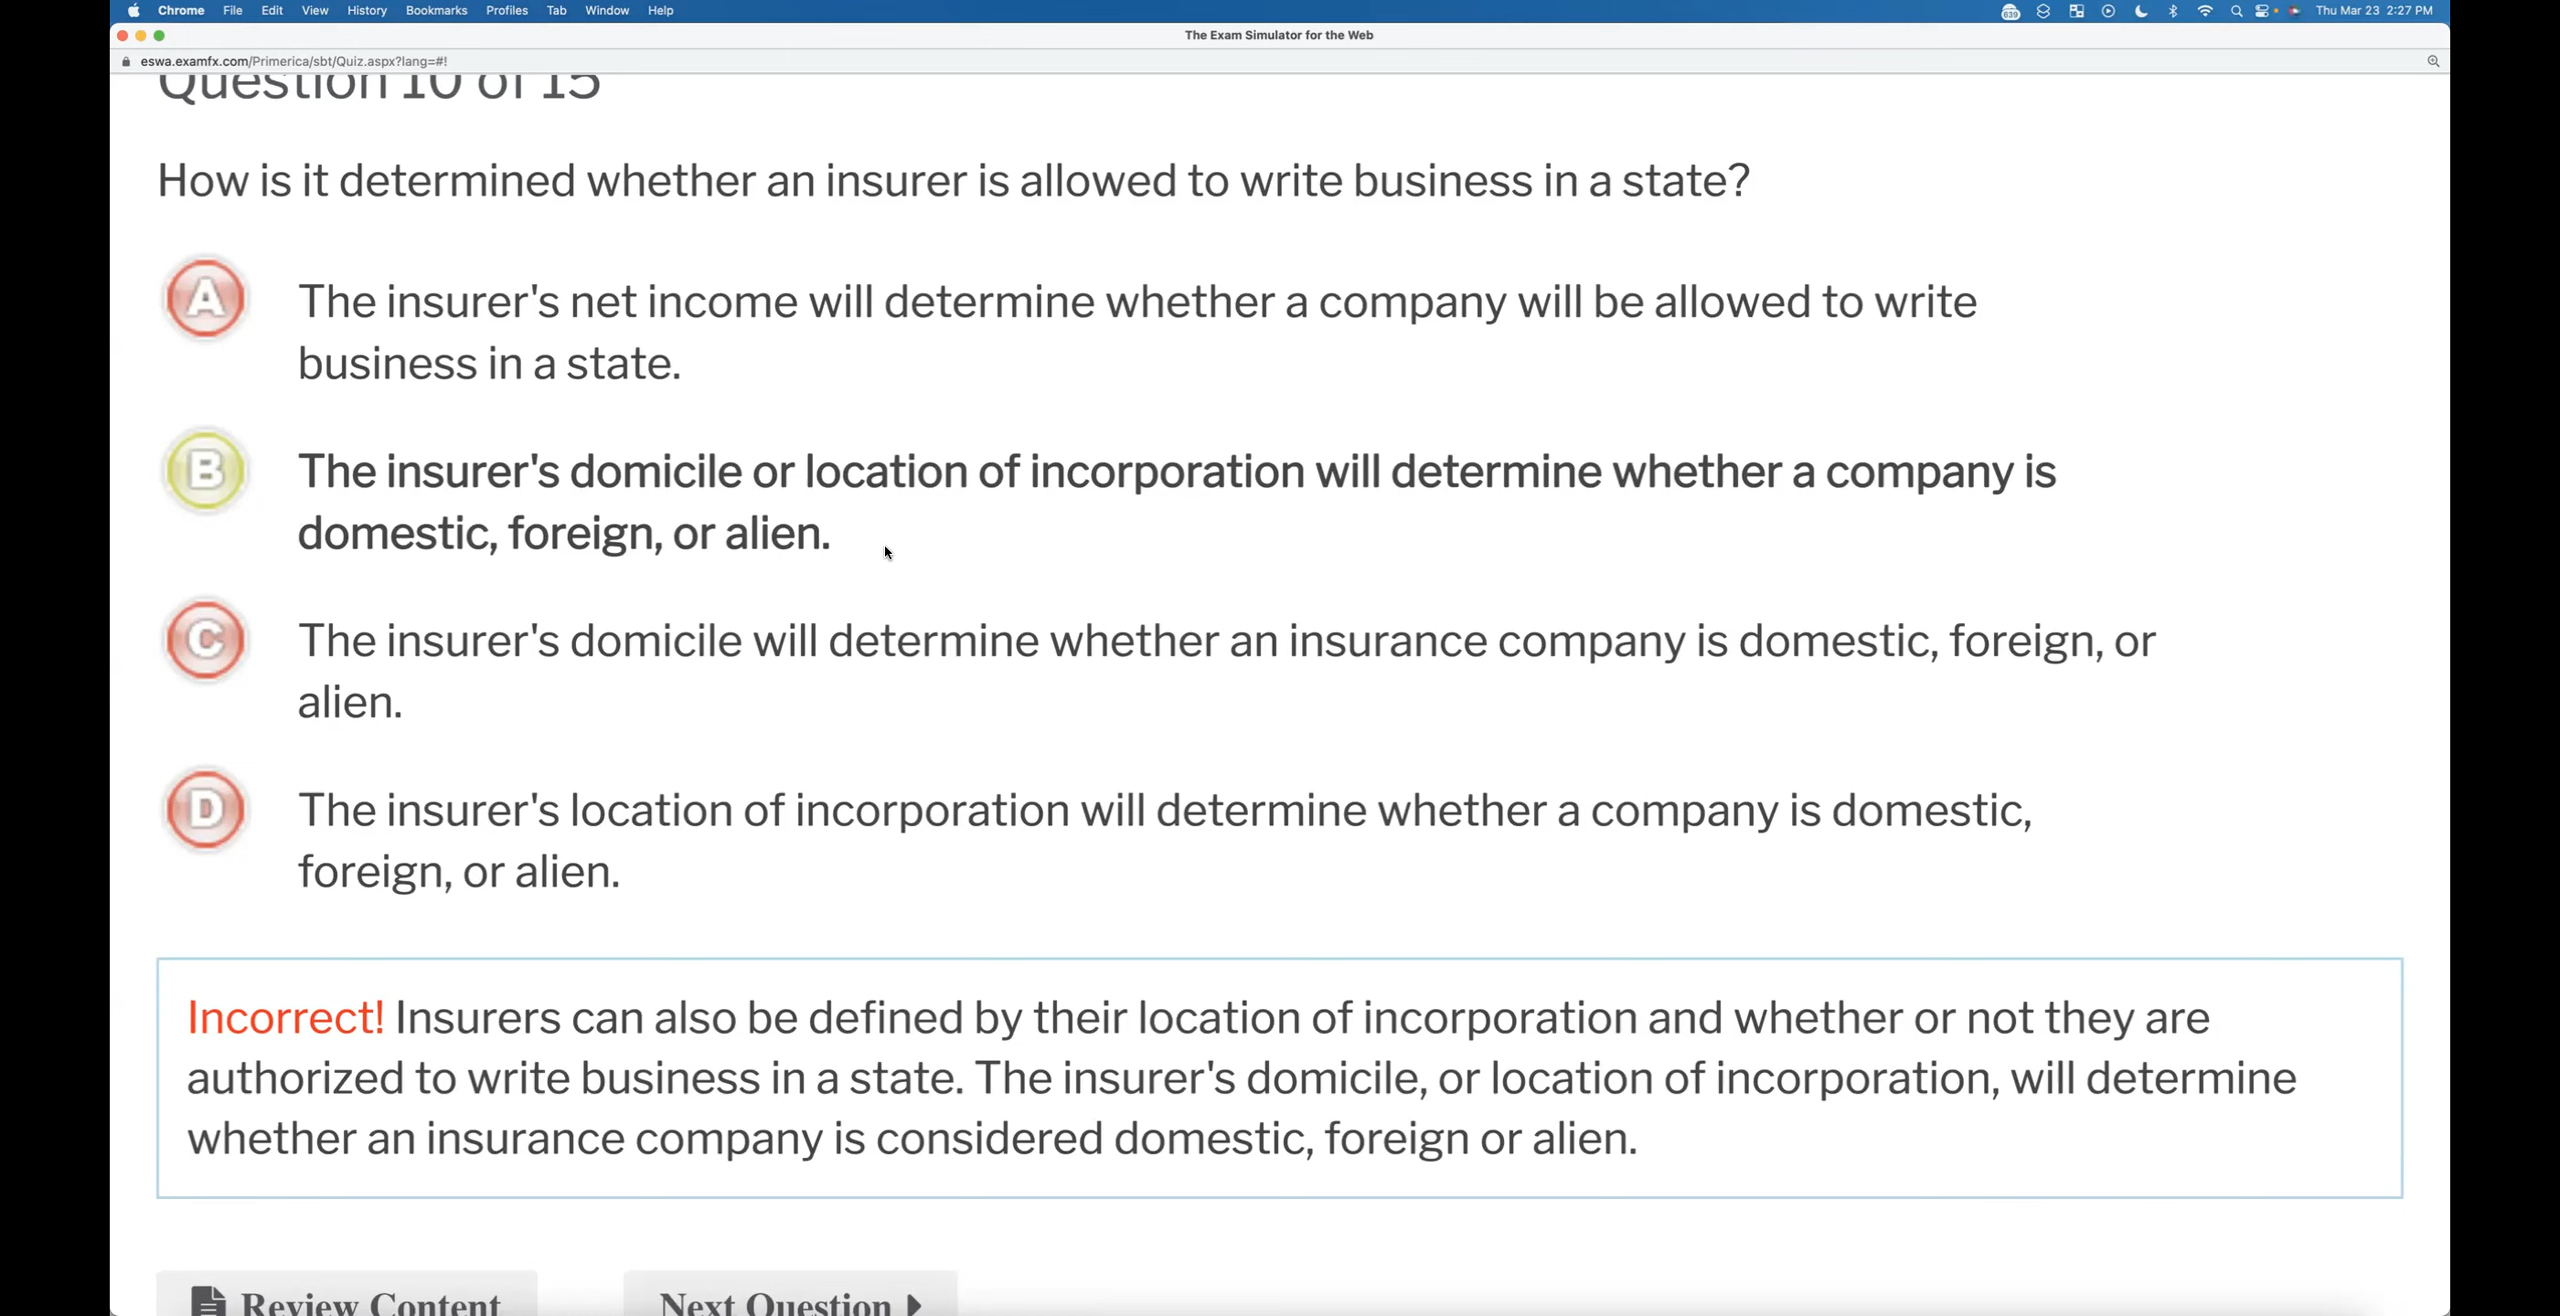 Chrome File Edit View History Bookmarks Profiles Tab Window Help
639
Thu Mar 23 2:27 PM
The Exam Simulator for the Web
eswa.examfx.com/Primerica/sbt/Quiz.aspx?lang=#!
Question 10 of 15
How is it determined whether an insurer is allowed to write business in a state?
A
The insurer's net income will determine whether a company will be allowed to write
business in a state.
B
The insurer's domicile or location of incorporation will determine whether a company is
domestic, foreign, or alien.
C
The insurer's domicile will determine whether an insurance company is domestic, foreign, or
alien.
D
The insurer's location of incorporation will determine whether a company is domestic,
foreign, or alien.
Incorrect! Insurers can also be defined by their location of incorporation and whether or not they are
authorized to write business in a state. The insurer's domicile, or location of incorporation, will determine
whether an insurance company is considered domestic, foreign or alien.
Review Content
Next Question